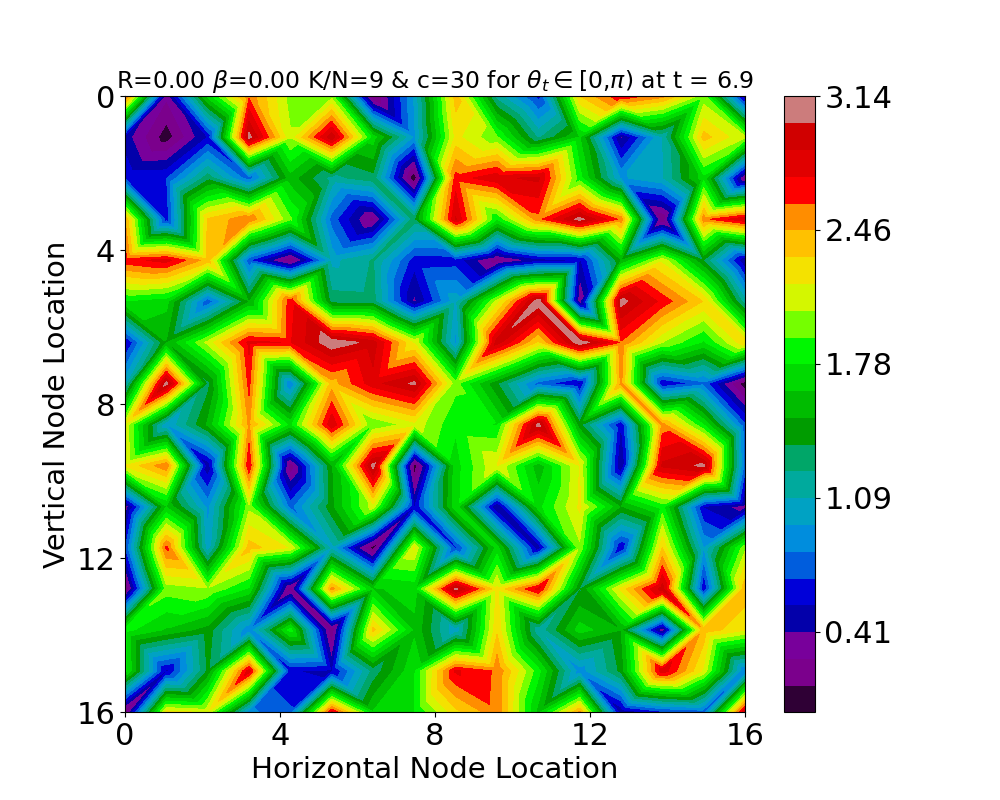 R=0.00 β=0.00 K/N=9 & c=30 for θₜ ∈ [0,π) at t = 6.9
0
4
8
12
16
Vertical Node Location
0 4 8 12 16
Horizontal Node Location
3.14
2.46
1.78
1.09
0.41